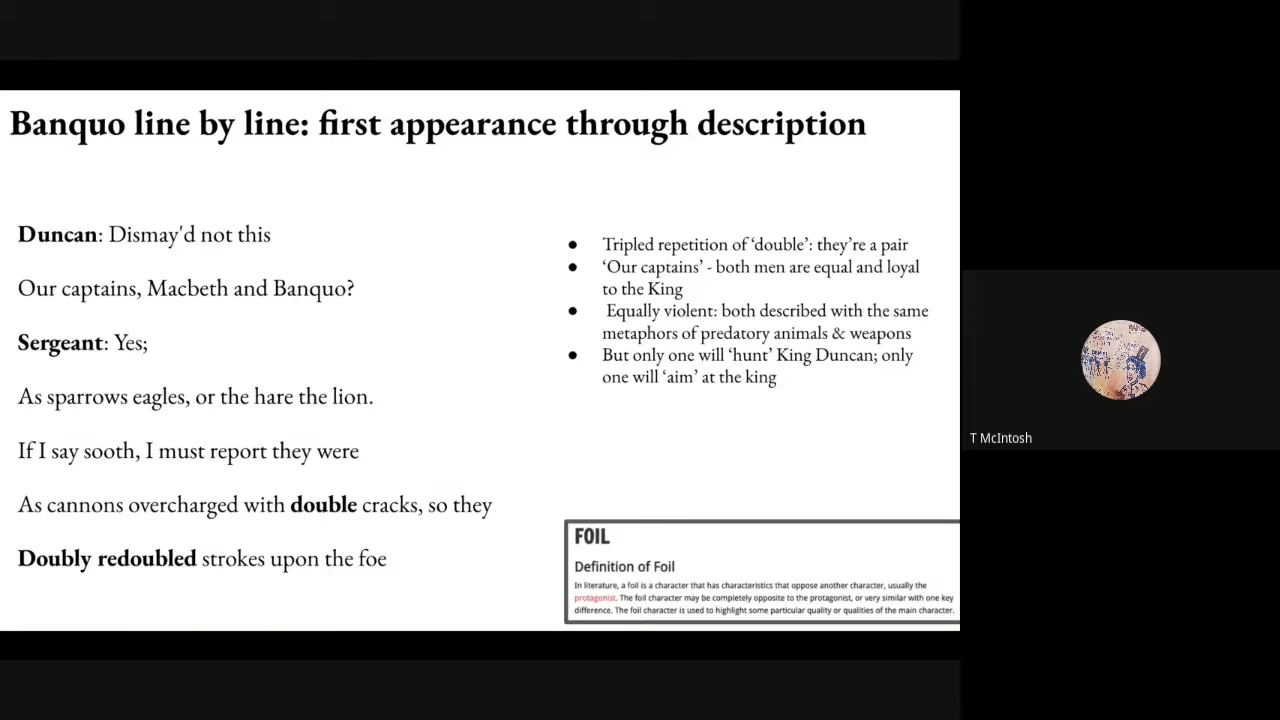 Banquo line by line: first appearance through description
Duncan: Dismay'd not this
Our captains, Macbeth and Banquo?
Sergeant: Yes;
As sparrows eagles, or the hare the lion.
If I say sooth, I must report they were
As cannons overcharged with double cracks, so they
Doubly redoubled strokes upon the foe
● Tripled repetition of ‘double’: they’re a pair
● ‘Our captains’ - both men are equal and loyal
to the King
● Equally violent: both described with the same
metaphors of predatory animals & weapons
● But only one will ‘hunt’ King Duncan; only
one will ‘aim’ at the king
FOIL
Definition of Foil
In literature, a foil is a character that has characteristics that oppose another character, usually the
protagonist. The foil character may be completely opposite to the protagonist, or very similar with one key
difference. The foil character is used to highlight some particular quality or qualities of the main character.
T McIntosh